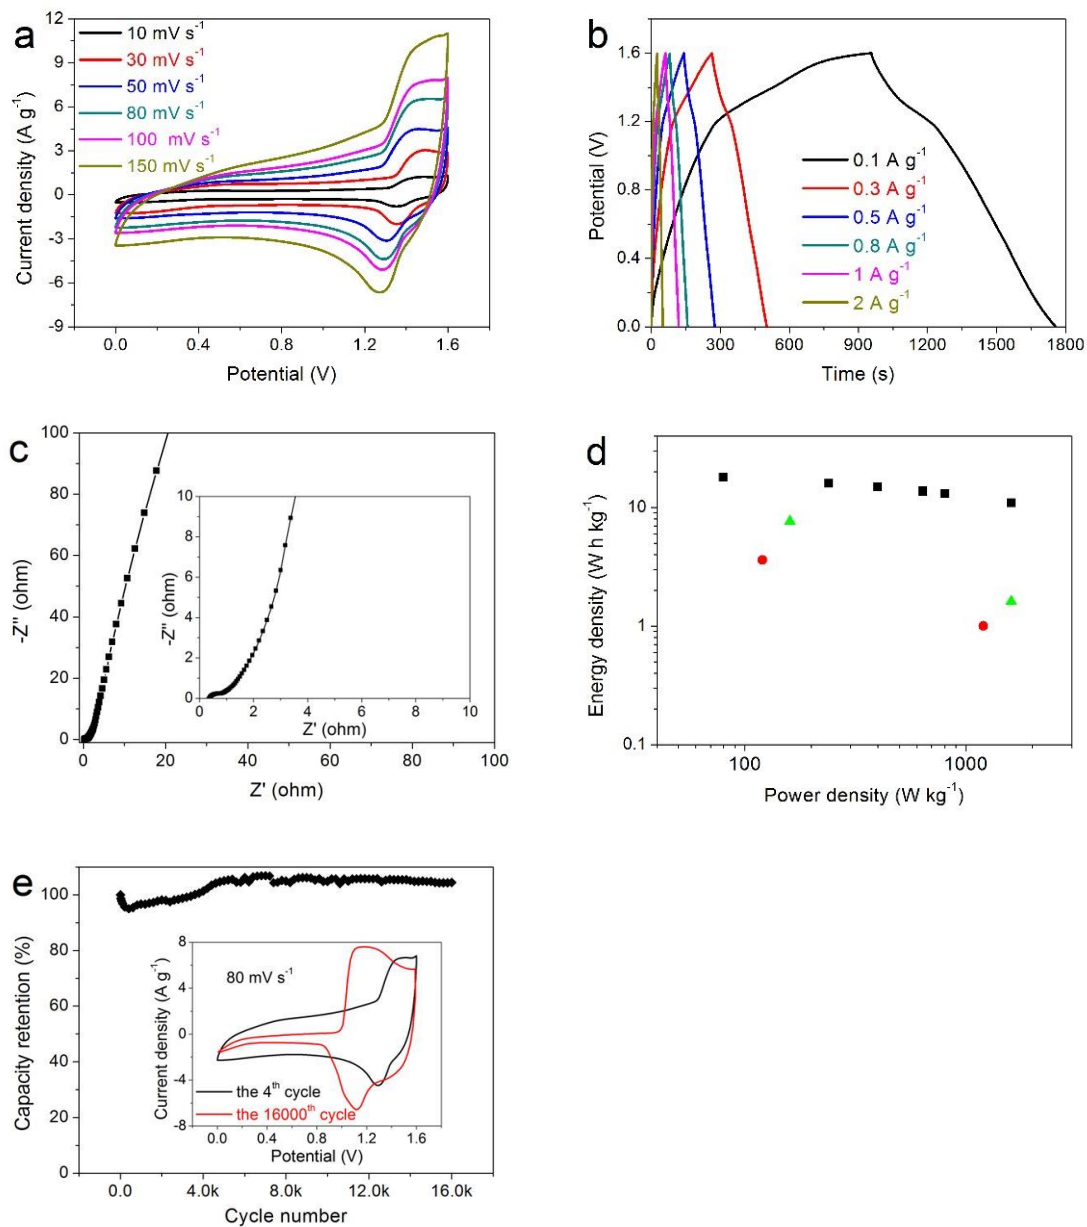 a
12
9
6
3
0
-3
-6
-9
Current density (A g⁻¹)
10 mV s⁻¹
30 mV s⁻¹
50 mV s⁻¹
80 mV s⁻¹
100 mV s⁻¹
150 mV s⁻¹
0.0 0.4 0.8 1.2 1.6
Potential (V)
b
1.6
1.2
0.8
0.4
0.0
Potential (V)
0.1 A g⁻¹
0.3 A g⁻¹
0.5 A g⁻¹
0.8 A g⁻¹
1 A g⁻¹
2 A g⁻¹
0 300 600 900 1200 1500 1800
Time (s)
c
100
80
60
40
20
0
-Z'' (ohm)
0 20 40 60 80 100
Z' (ohm)
10
8
6
4
2
0
-Z'' (ohm)
0 2 4 6 8 10
Z' (ohm)
d
10
1
0.1
Energy density (W h kg⁻¹)
100 1000
Power density (W kg⁻¹)
e
100
80
60
40
20
0
Capacity retention (%)
0.0 4.0k 8.0k 12.0k 16.0k
Cycle number
8
4
0
-4
-8
Current density (A g⁻¹)
80 mV s⁻¹
the 4ᵗʰ cycle
the 16000ᵗʰ cycle
0.0 0.4 0.8 1.2 1.6
Potential (V)